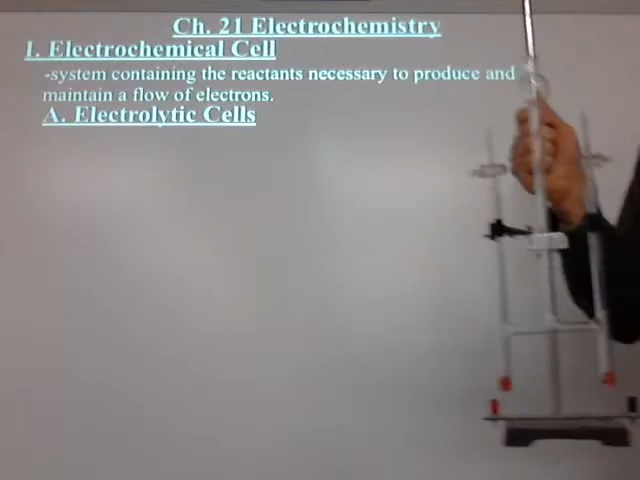 Ch. 21 Electrochemistry
I. Electrochemical Cell
-system containing the reactants necessary to produce and
maintain a flow of electrons.
A. Electrolytic Cells